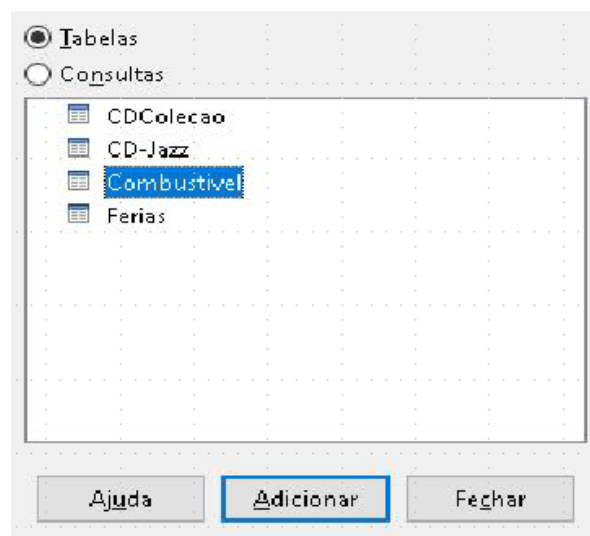 Tabelas
Consultas
CDColecao
CD-Jazz
Combustivel
Ferias
Ajuda Adicionar Fechar